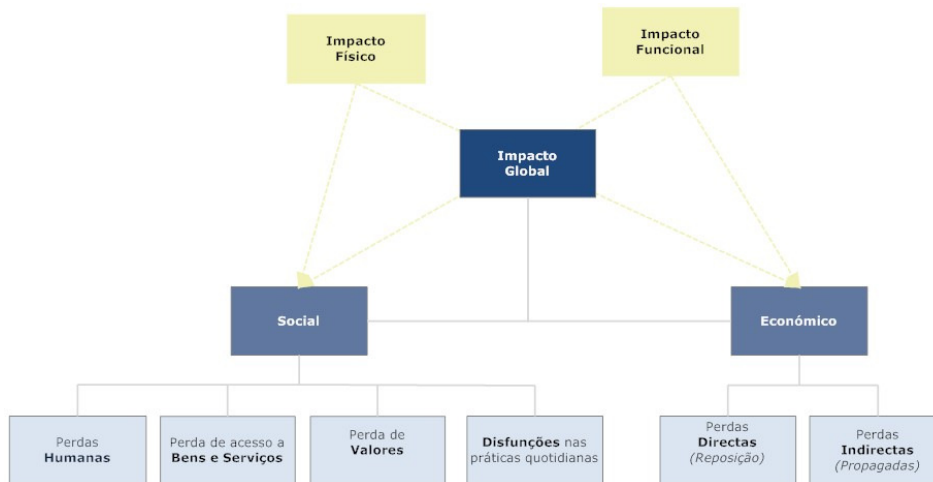 Impacto
Físico
Impacto
Funcional
Impacto
Global
Social
Económico
Perdas
Humanas
Perda de acesso a
Bens e Serviços
Perda de
Valores
Disfunções nas
práticas quotidianas
Perdas
Directas
(Reposição)
Perdas
Indirectas
(Propagadas)